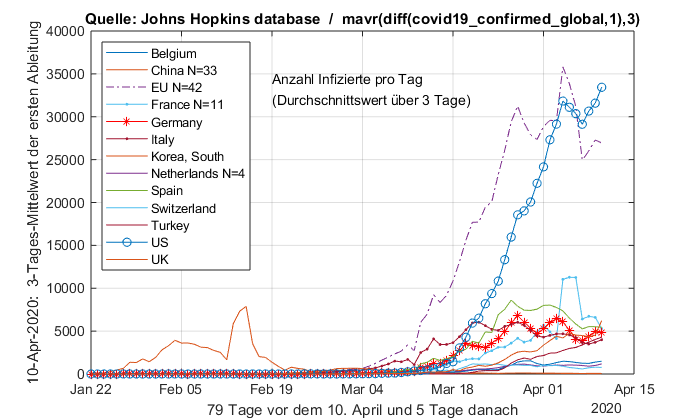 Quelle: Johns Hopkins database / mavr(diff(covid19_confirmed_global,1),3)
10-Apr-2020: 3-Tages-Mittelwert der ersten Ableitung
40000
35000
30000
25000
20000
15000
10000
5000
0
Belgium
China N=33
EU N=42
France N=11
Germany
Italy
Korea, South
Netherlands N=4
Spain
Switzerland
Turkey
US
UK
Anzahl Infizierte pro Tag
(Durchschnittswert über 3 Tage)
Jan 22 Feb 05 Feb 19 Mar 04 Mar 18 Apr 01 Apr 15
79 Tage vor dem 10. April und 5 Tage danach
2020